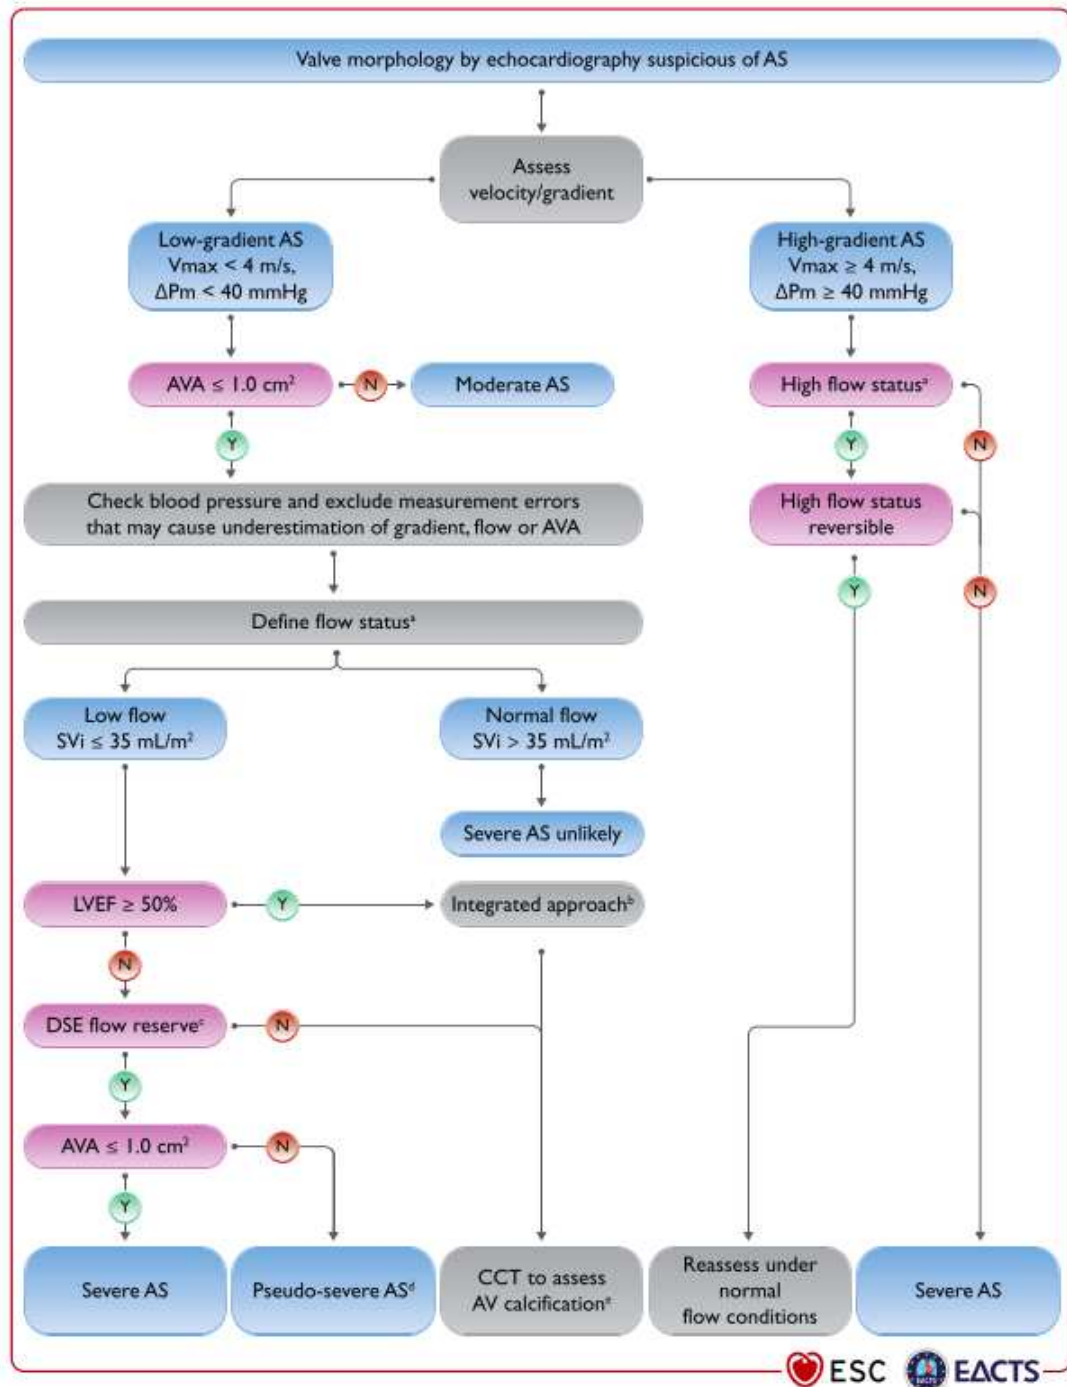 Valve morphology by echocardiography suspicious of AS
Assess
velocity/gradient
Low-gradient AS
Vmax < 4 m/s,
ΔPm < 40 mmHg
High-gradient AS
Vmax ≥ 4 m/s,
ΔPm ≥ 40 mmHg
AVA ≤ 1.0 cm²
N
Moderate AS
High flow statusᵃ
Y
Y
N
Check blood pressure and exclude measurement errors
that may cause underestimation of gradient, flow or AVA
High flow status
reversible
Y
N
Define flow statusᵃ
Low flow
SVi ≤ 35 mL/m²
Normal flow
SVi > 35 mL/m²
Severe AS unlikely
LVEF ≥ 50%
Y
Integrated approachᵇ
N
DSE flow reserveᶜ
N
Y
AVA ≤ 1.0 cm²
N
Y
Severe AS
Pseudo-severe ASᵈ
CCT to assess
AV calcificationᵉ
Reassess under
normal
flow conditions
Severe AS
ESC
EACTS
EΔCTS